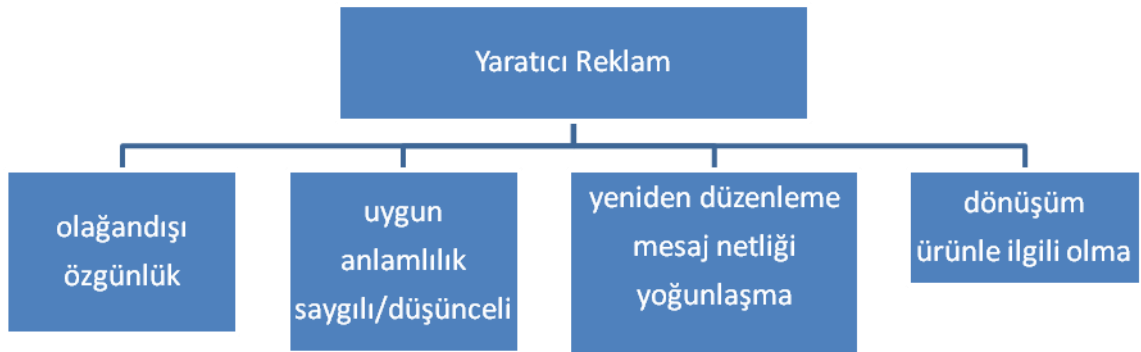 Yaratıcı Reklam
olağandışı
özgünlük
uygun
anlamlılık
saygılı/düşünceli
yeniden düzenleme
mesaj netliği
yoğunlaşma
dönüşüm
ürünle ilgili olma